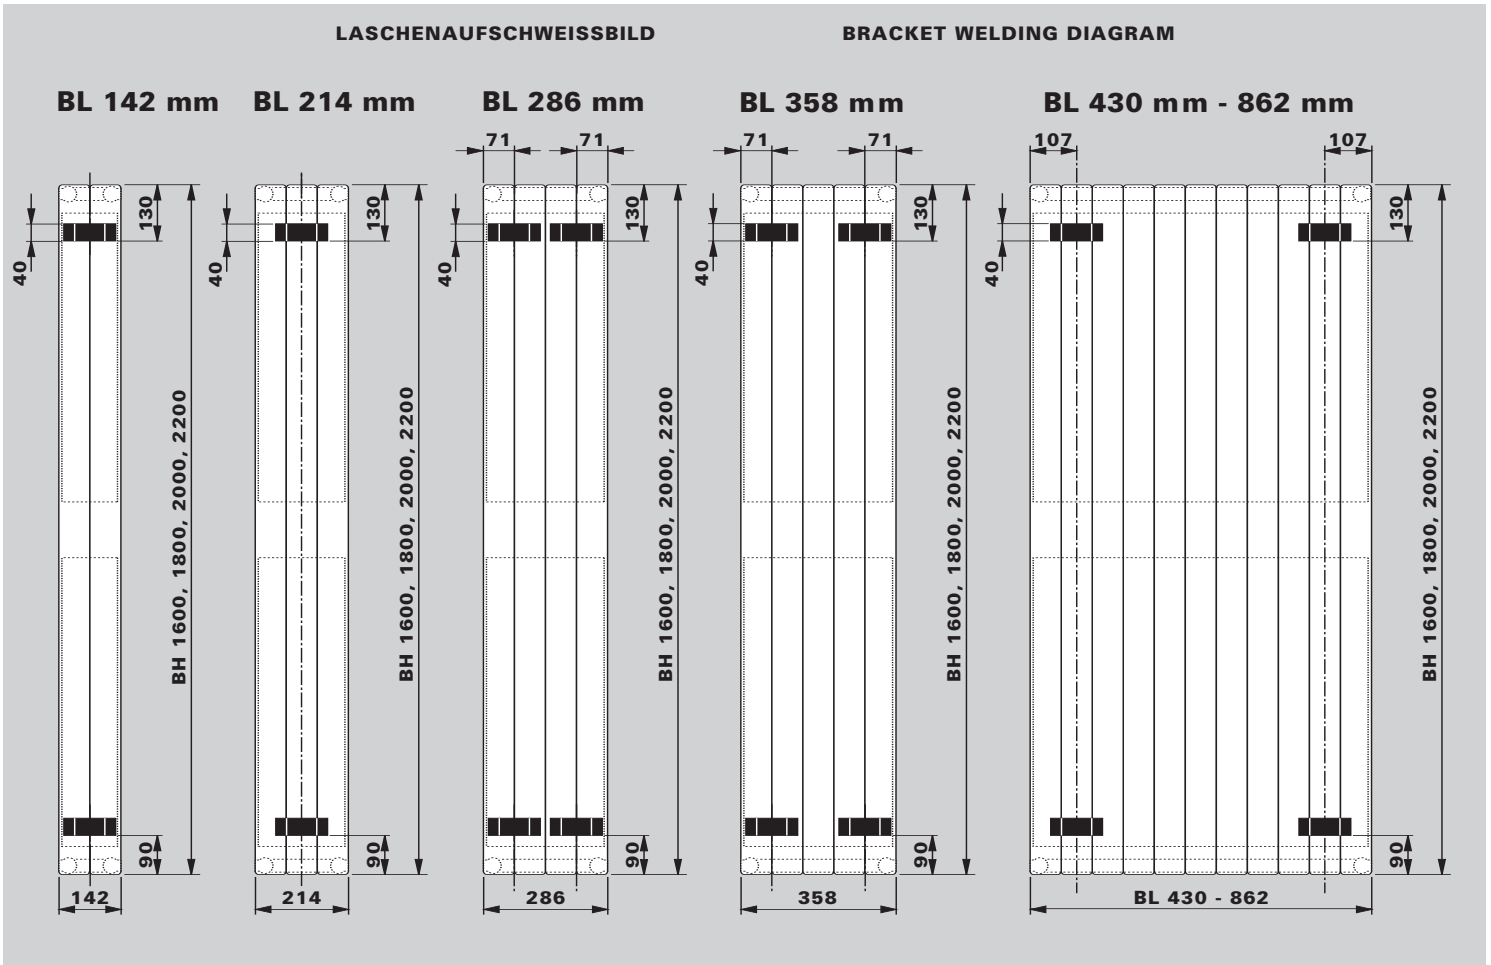 LASCHENAUFSCHWEISSBILD
BRACKET WELDING DIAGRAM
BL 142 mm
BL 214 mm
BL 286 mm
BL 358 mm
BL 430 mm - 862 mm
71
71
71
71
107
107
130
130
130
130
130
40
40
40
40
40
BH 1600, 1800, 2000, 2200
BH 1600, 1800, 2000, 2200
BH 1600, 1800, 2000, 2200
BH 1600, 1800, 2000, 2200
BH 1600, 1800, 2000, 2200
90
90
90
90
90
142
214
286
358
BL 430 - 862